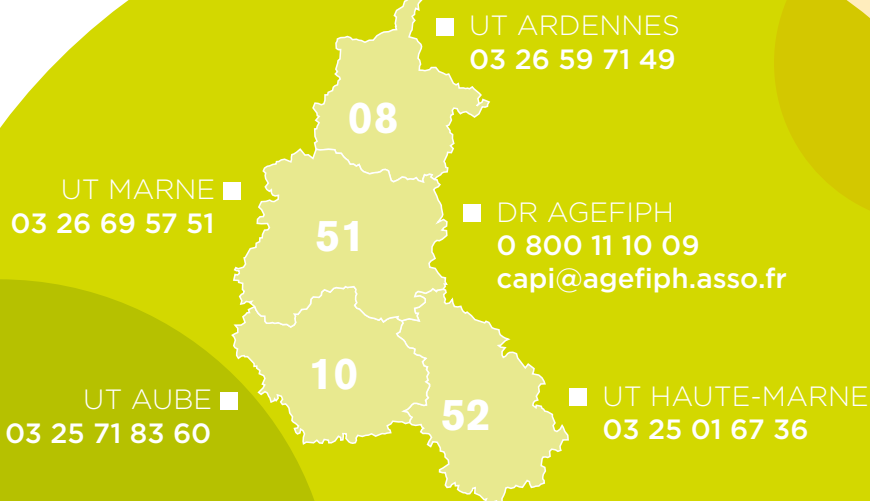 UT ARDENNES
03 26 59 71 49
08
UT MARNE
03 26 69 57 51
51
DR AGEFIPH
0 800 11 10 09
capi@agefiph.asso.fr
10
UT AUBE
03 25 71 83 60
52
UT HAUTE-MARNE
03 25 01 67 36